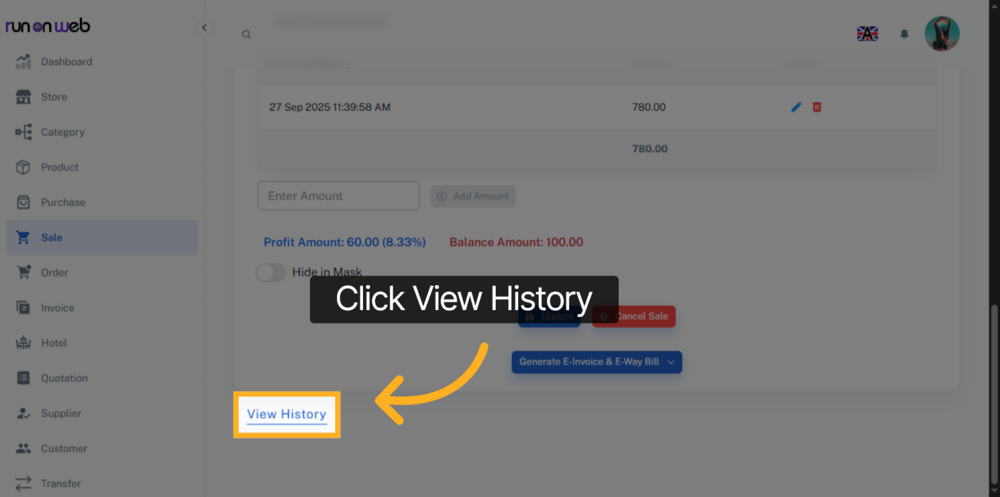 run on web
Dashboard
Store
Category
Product
Purchase
Sale
Order
Invoice
Hotel
Quotation
Supplier
Customer
Transfer
A
27 Sep 2025 11:39:58 AM 780.00
780.00
Enter Amount Add Amount
Profit Amount: 60.00 (8.33%) Balance Amount: 100.00
Hide in Mask
Click View History
Update Cancel Sale
Generate E-Invoice & E-Way Bill
View History